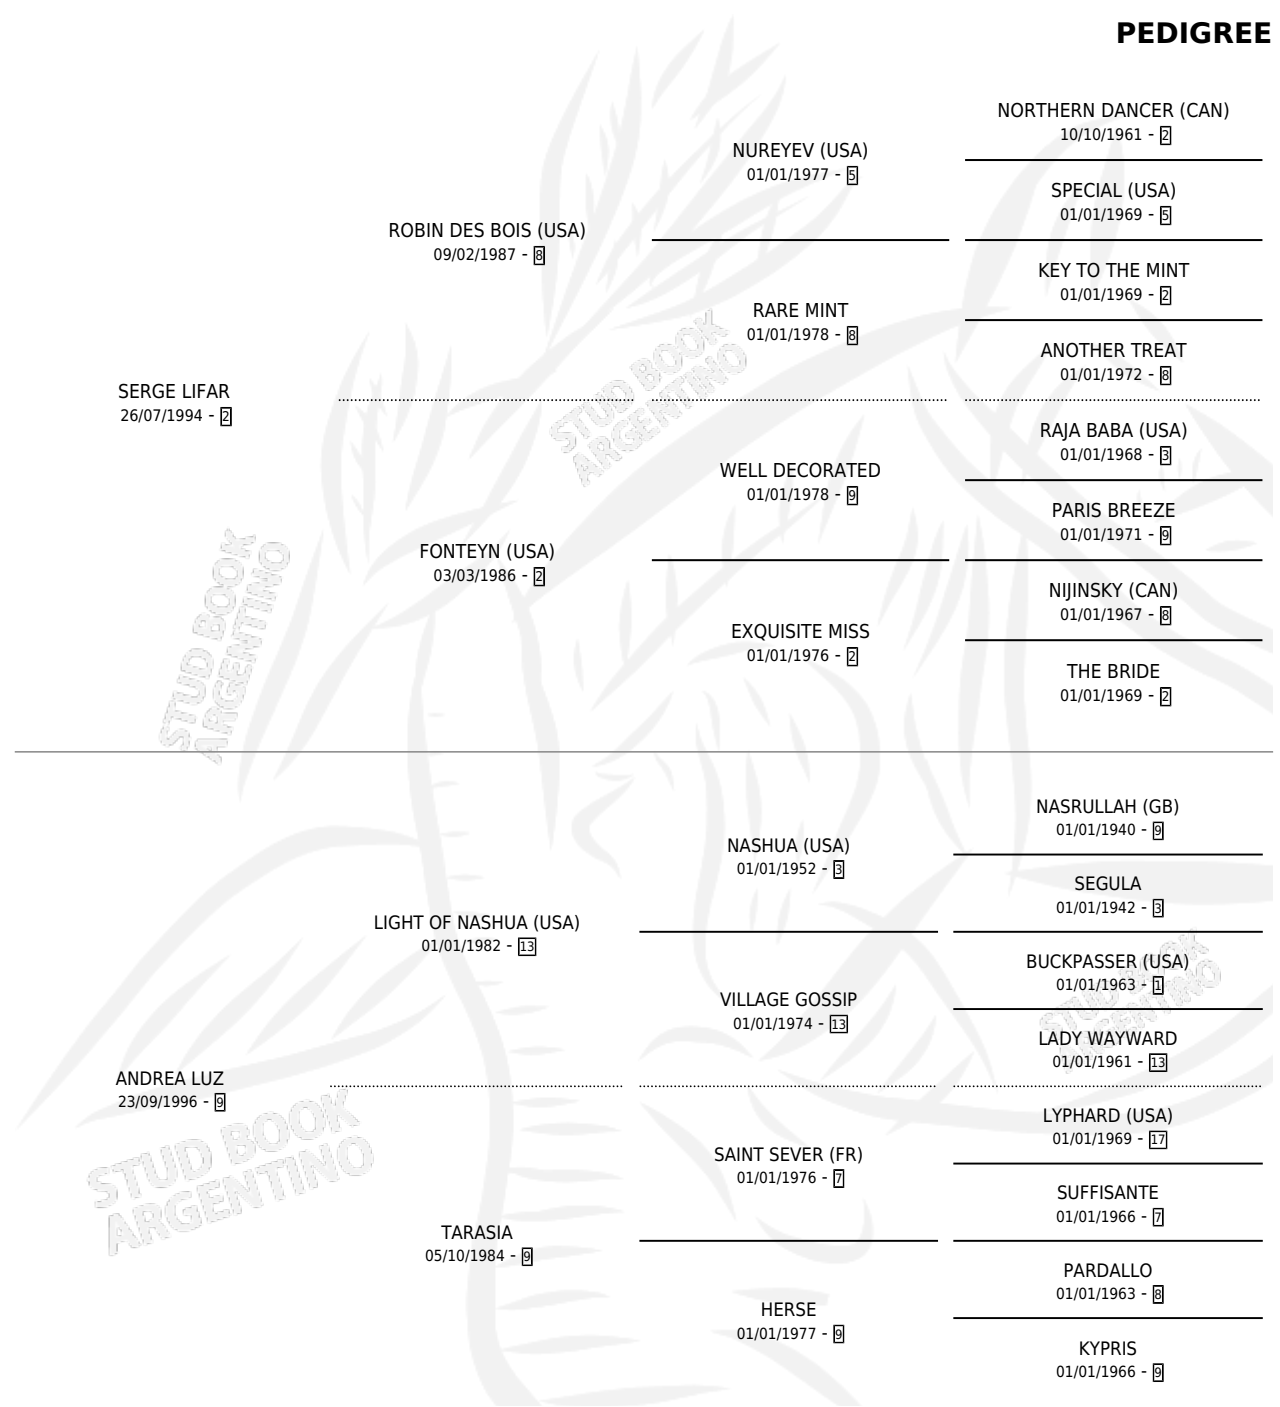 PEDIGREE
NORTHERN DANCER (CAN)
10/10/1961 - 2
NUREYEV (USA)
01/01/1977 - 5
SPECIAL (USA)
01/01/1969 - 5
ROBIN DES BOIS (USA)
09/02/1987 - 8
KEY TO THE MINT
01/01/1969 - 2
RARE MINT
01/01/1978 - 8
ANOTHER TREAT
01/01/1972 - 8
SERGE LIFAR
26/07/1994 - 2
RAJA BABA (USA)
01/01/1968 - 3
WELL DECORATED
01/01/1978 - 9
PARIS BREEZE
01/01/1971 - 9
FONTEYN (USA)
03/03/1986 - 2
NIJINSKY (CAN)
01/01/1967 - 8
EXQUISITE MISS
01/01/1976 - 2
THE BRIDE
01/01/1969 - 2
NASRULLAH (GB)
01/01/1940 - 9
NASHUA (USA)
01/01/1952 - 3
SEGULA
01/01/1942 - 3
LIGHT OF NASHUA (USA)
01/01/1982 - 13
BUCKPASSER (USA)
01/01/1963 - 1
VILLAGE GOSSIP
01/01/1974 - 13
LADY WAYWARD
01/01/1961 - 13
ANDREA LUZ
23/09/1996 - 9
LYPHARD (USA)
01/01/1969 - 17
SAINT SEVER (FR)
01/01/1976 - 7
SUFFISANTE
01/01/1966 - 7
TARASIA
05/10/1984 - 9
PARDALLO
01/01/1963 - 8
HERSE
01/01/1977 - 9
KYPRIS
01/01/1966 - 9
STUD BOOK
ARGENTINO
STUD BOOK
ARGENTINO
STUD BOOK
ARGENTINO
STUD BOOK
ARGENTINO